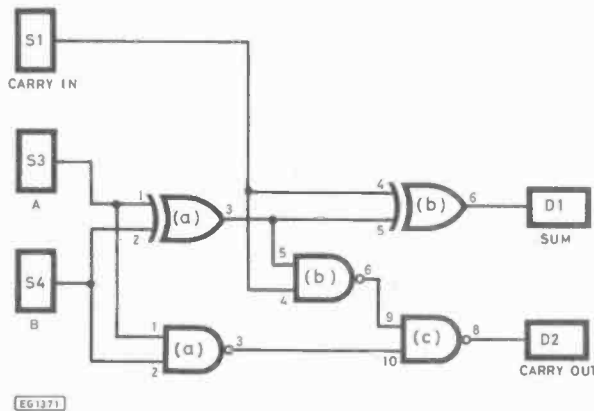 S1
CARRY IN
S3
A
S4
B
1
2
(a)
3
4
5
(b)
6
D1
SUM
5
4
(b)
6
1
2
(a)
3
9
10
(c)
8
D2
CARRY OUT
EG1371